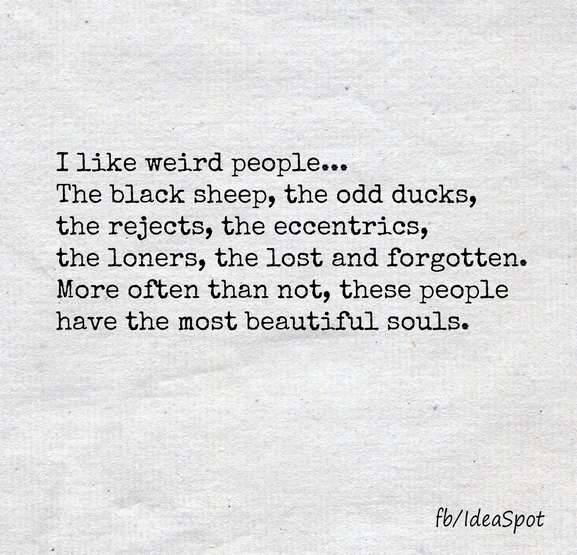 I like weird people...
The black sheep, the odd ducks,
the rejects, the eccentrics,
the loners, the lost and forgotten.
More often than not, these people
have the most beautiful souls.
fb/IdeaSpot